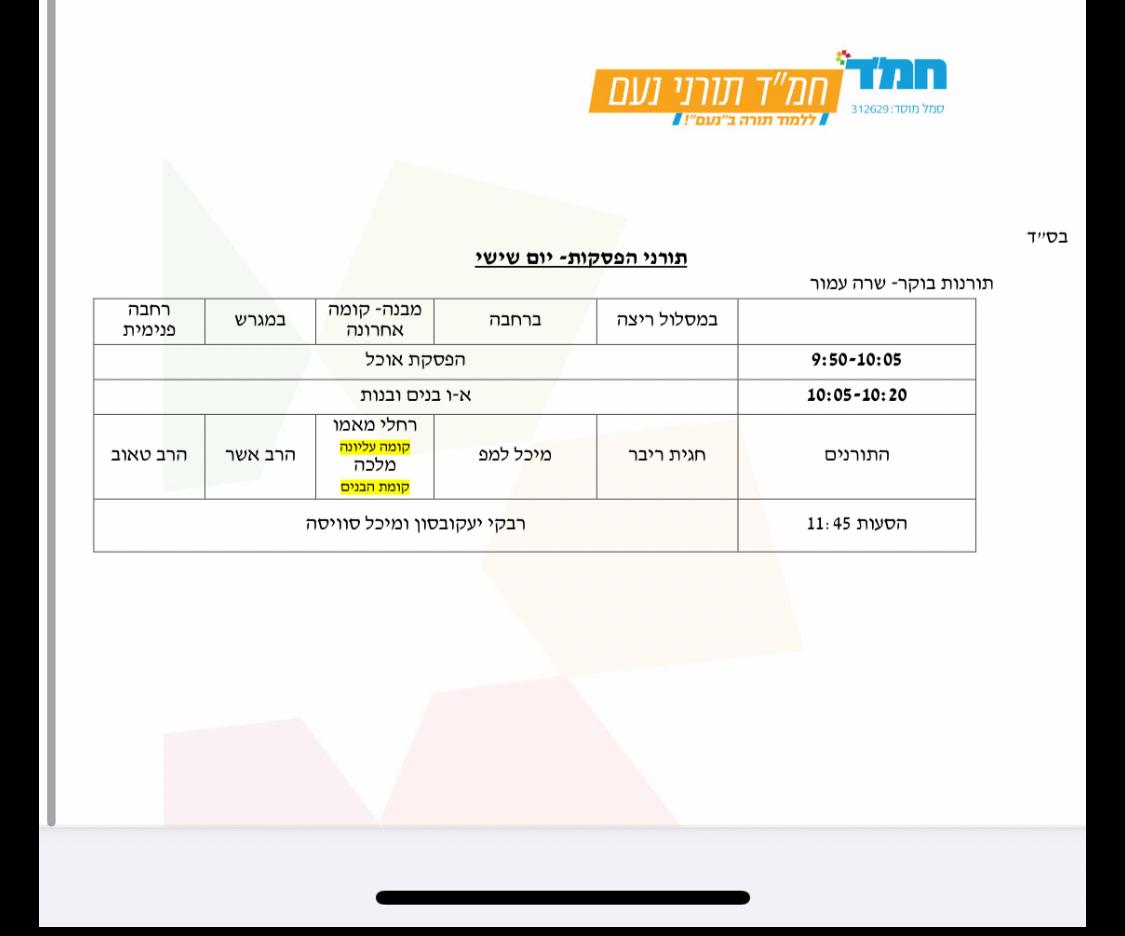 חמ"ד
סמל מוסד: 312629
חמ"ד תורני נעם
ללמוד תורה ב"נעם"!
בס״ד
תורני הפסקות- יום שישי
תורנות בוקר- שרה עמור
במסלול ריצה
ברחבה
מבנה- קומה
אחרונה
במגרש
רחבה
פנימית
9:50-10:05
הפסקת אוכל
10:05-10:20
א-ו בנים ובנות
התורנים
חגית ריבר
מיכל למפ
רחלי מאמו
קומה עליונה
מלכה
קומת הבנים
הרב אשר
הרב טאוב
הסעות 11:45
רבקי יעקובסון ומיכל סוויסה